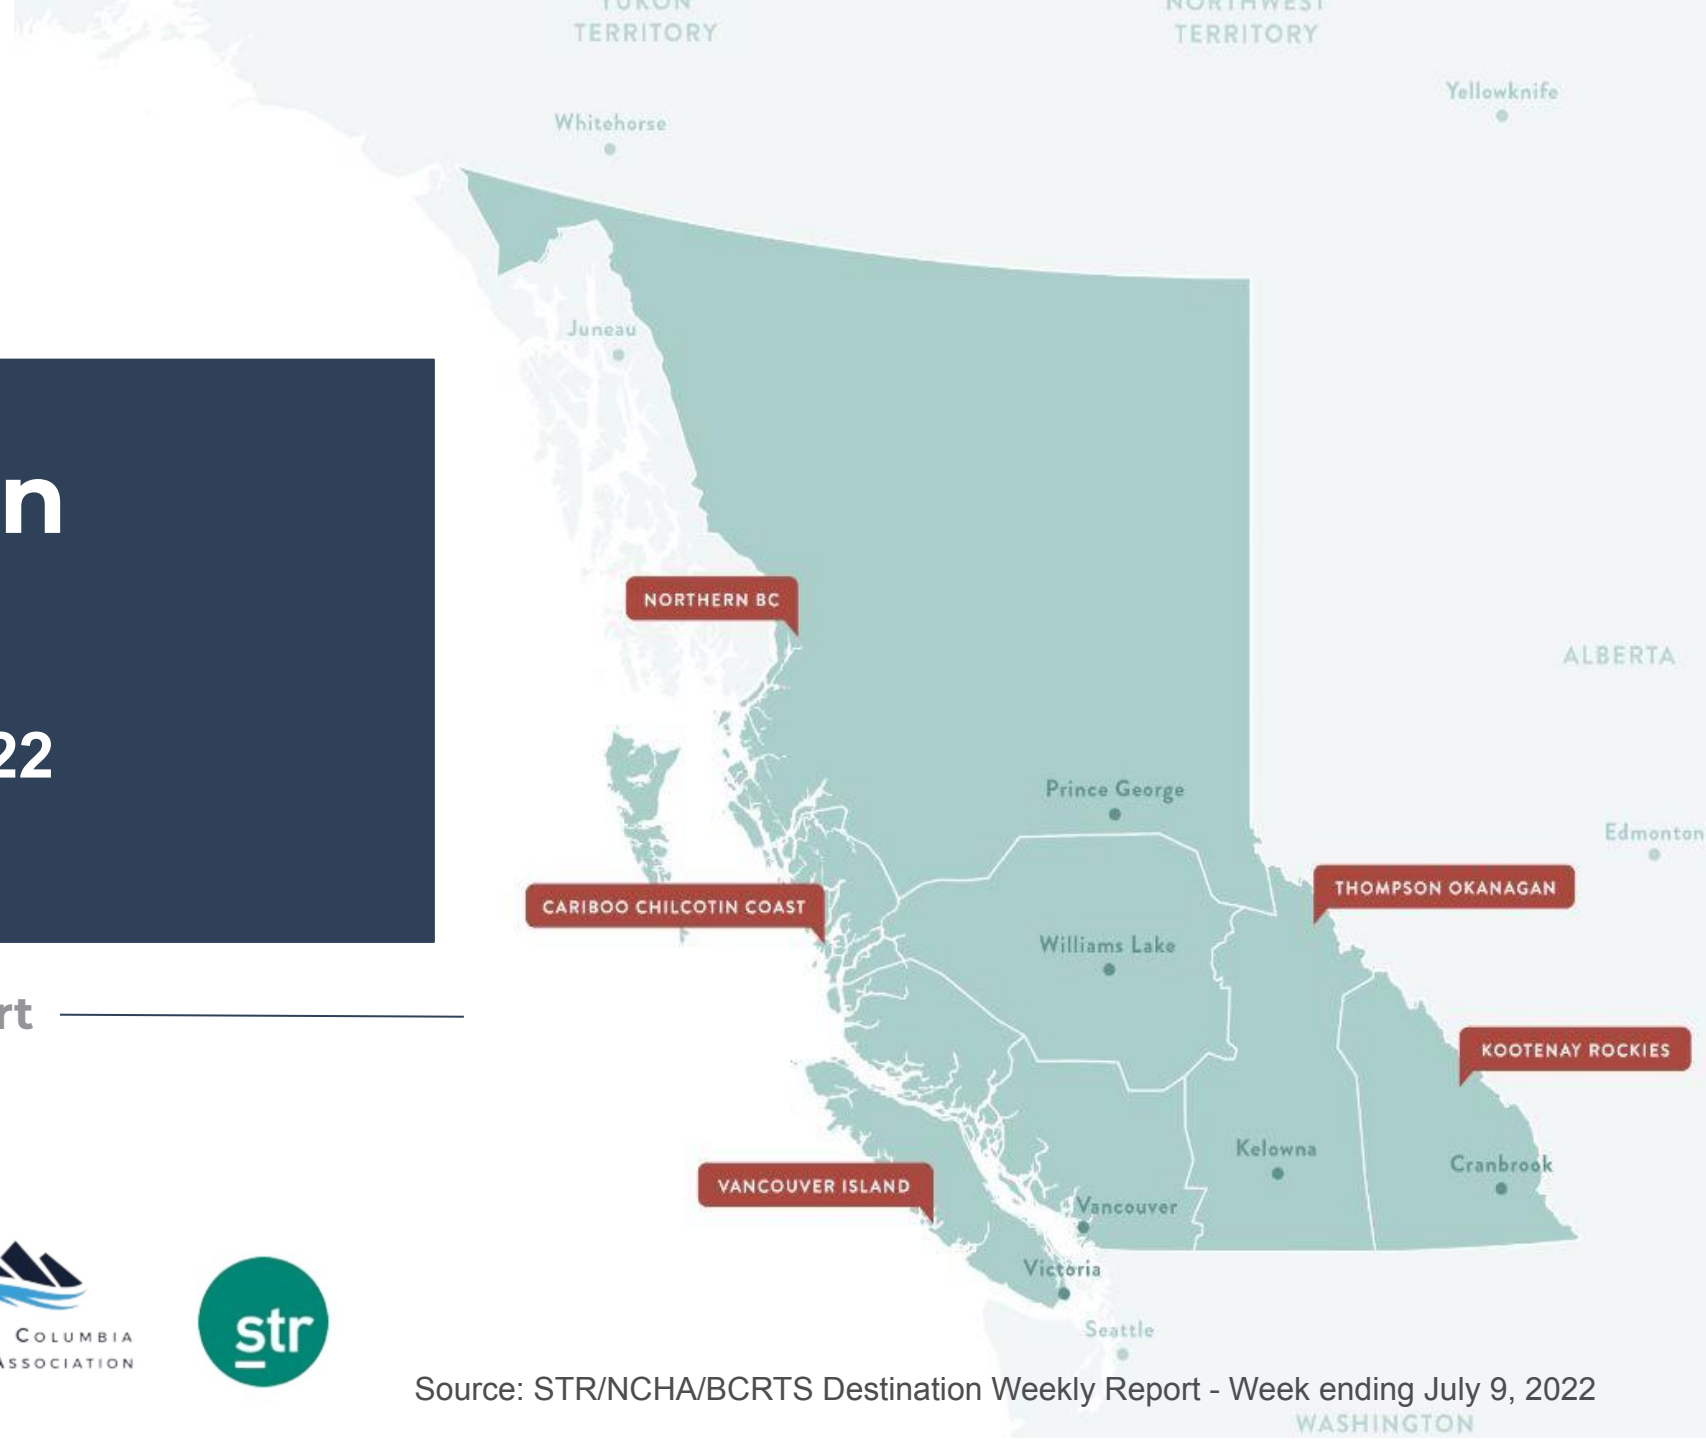 YUKON
TERRITORY
NORTHWEST
TERRITORY
Yellowknife
Whitehorse
Juneau
n
NORTHERN BC
ALBERTA
22
Prince George
Edmonton
THOMPSON OKANAGAN
CARIBOO CHILCOTIN COAST
Williams Lake
rt
KOOTENAY ROCKIES
Kelowna
Cranbrook
VANCOUVER ISLAND
Vancouver
Victoria
str
Seattle
COLUMBIA
ASSOCIATION
Source: STR/NCHA/BCRTS Destination Weekly Report - Week ending July 9, 2022
WASHINGTON